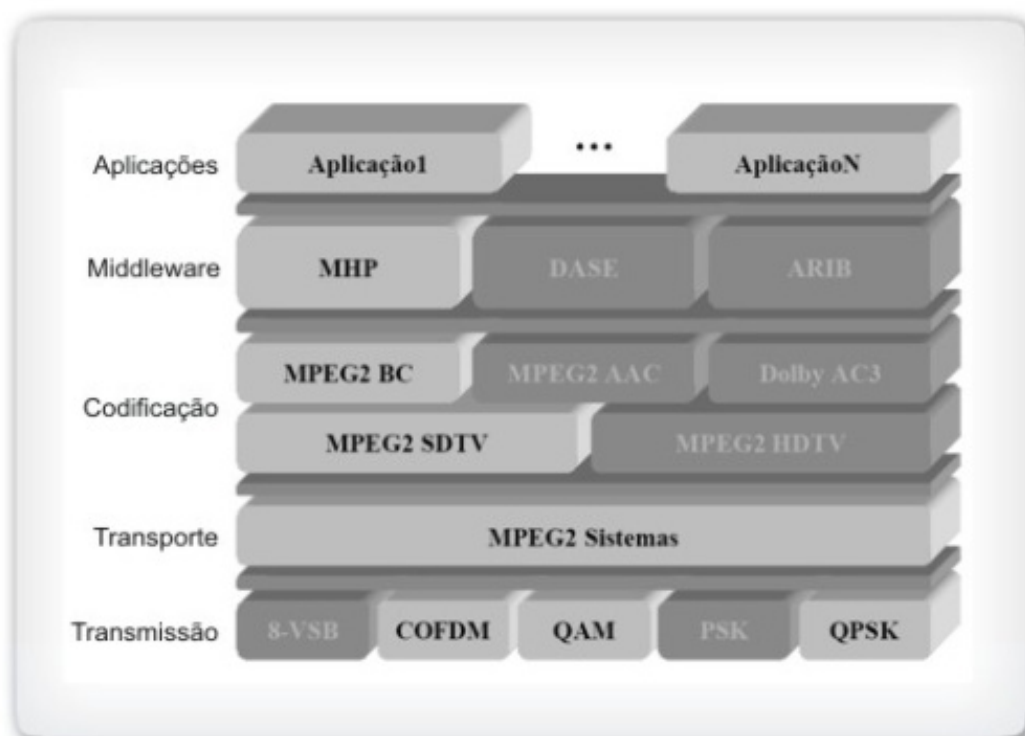 Aplicações
Aplicação1
...
AplicaçãoN
Middleware
MHP
DASE
ARIB
Codificação
MPEG2 BC
MPEG2 AAC
Dolby AC3
MPEG2 SDTV
MPEG2 HDTV
Transporte
MPEG2 Sistemas
Transmissão
8-VSB
COFDM
QAM
PSK
QPSK